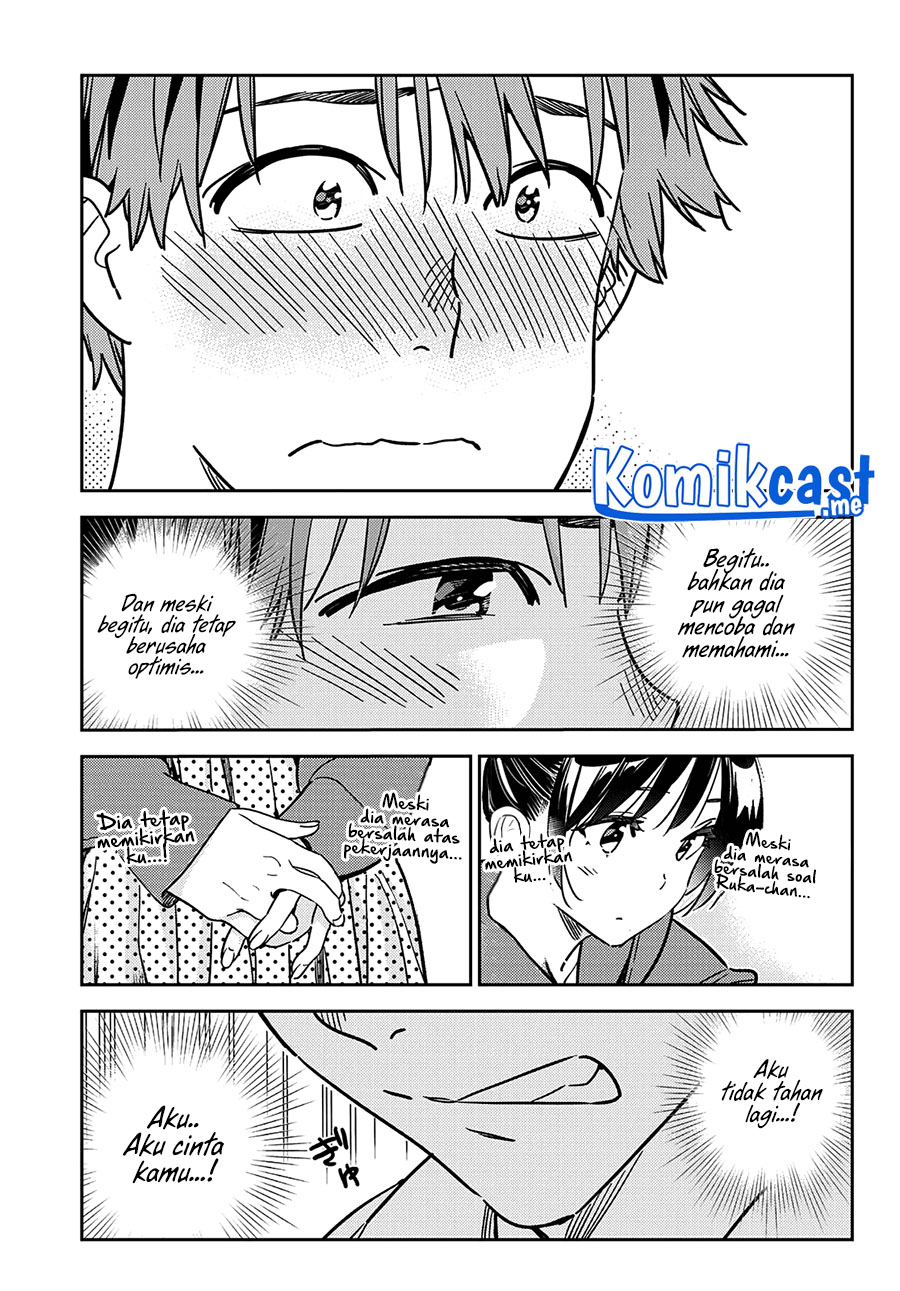 Komikcast
.me
Begitu..
bahkan dia
pun gagal
mencoba dan
memahami...
Dan meski
begitu, dia tetap
berusaha
optimis...
Meski
dia merasa
bersalah soal
Ruka-chan...
dia tetap
memikirkan
ku...
Meski
dia merasa
bersalah atas
pekerjaannya...
Dia tetap
memikirkan
ku...!
Aku
tidak tahan
lagi...!
Aku..
Aku cinta
kamu...!